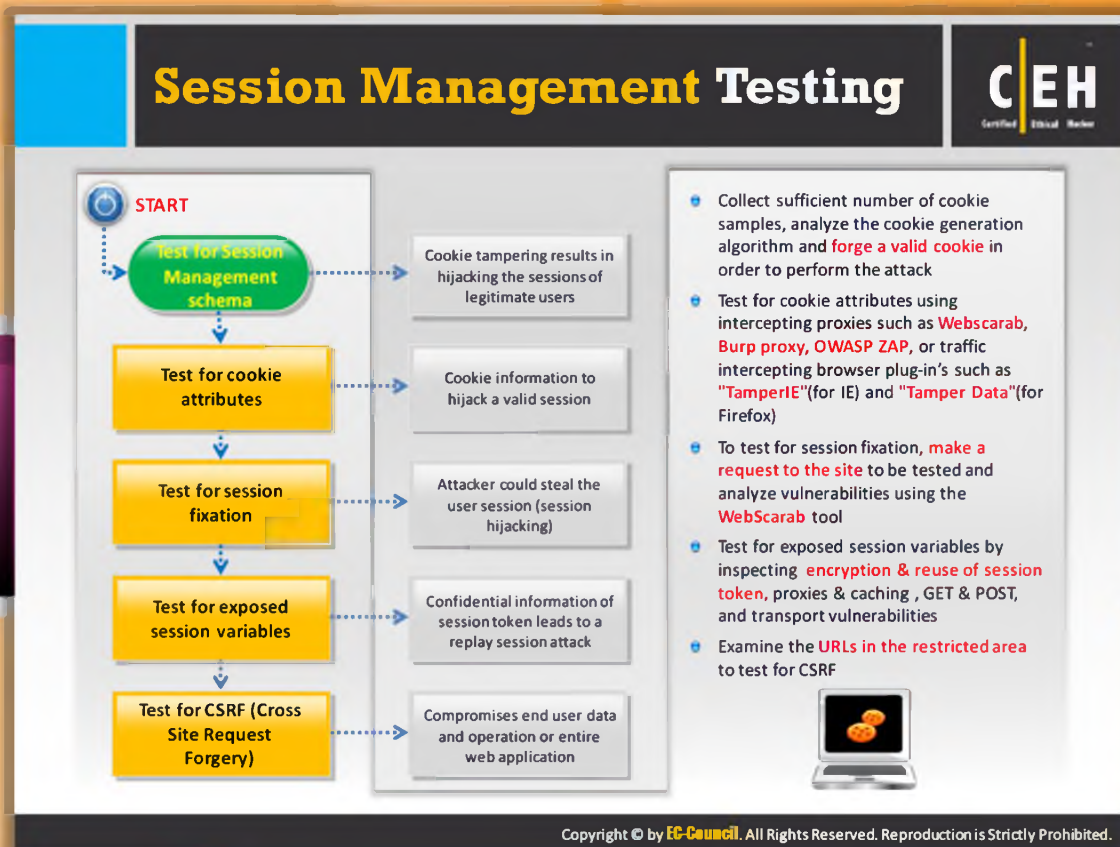 Session Management Testing
C|EH
Certified Ethical Hacker
START
Test for Session
Management
schema
Cookie tampering results in
hijacking the sessions of
legitimate users
Test for cookie
attributes
Cookie information to
hijack a valid session
Test for session
fixation
Attacker could steal the
user session (session
hijacking)
Test for exposed
session variables
Confidential information of
session token leads to a
replay session attack
Test for CSRF (Cross
Site Request
Forgery)
Compromises end user data
and operation or entire
web application
Collect sufficient number of cookie
samples, analyze the cookie generation
algorithm and forge a valid cookie in
order to perform the attack
Test for cookie attributes using
intercepting proxies such as Webscarab,
Burp proxy, OWASP ZAP, or traffic
intercepting browser plug-in's such as
"TamperIE"(for IE) and "Tamper Data"(for
Firefox)
To test for session fixation, make a
request to the site to be tested and
analyze vulnerabilities using the
WebScarab tool
Test for exposed session variables by
inspecting encryption & reuse of session
token, proxies & caching , GET & POST,
and transport vulnerabilities
Examine the URLs in the restricted area
to test for CSRF
Copyright © by EC-Council. All Rights Reserved. Reproduction is Strictly Prohibited.